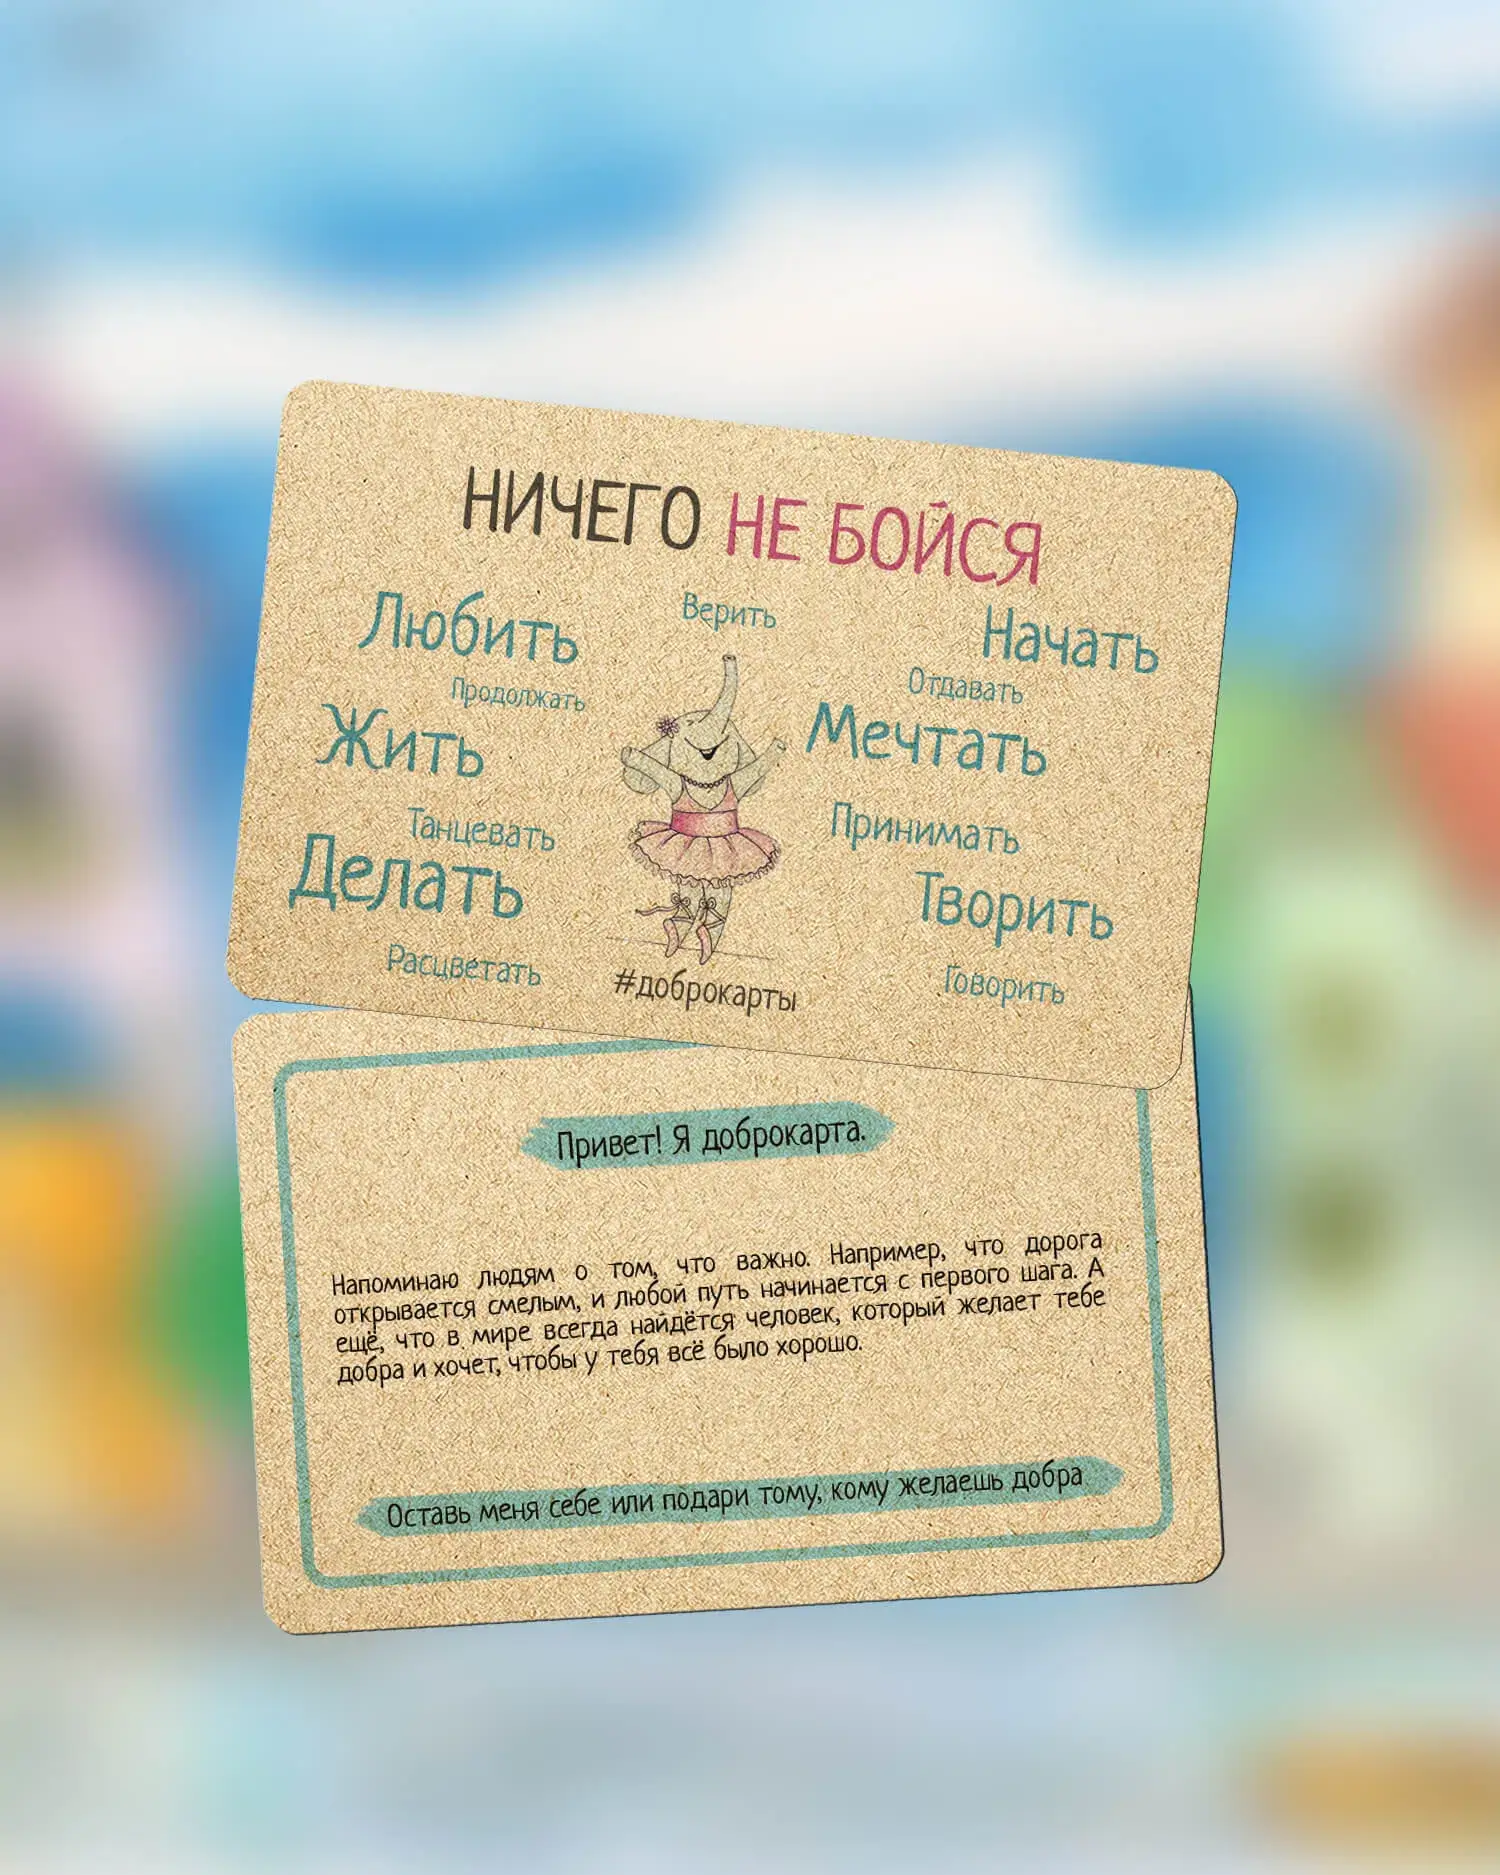 НИЧЕГО НЕ БОЙСЯ
Верить
Любить
Начать
Продолжать
Отдавать
Жить
Мечтать
Танцевать
Принимать
Делать
Творить
Расцветать
Говорить
#доброкарты
Привет! Я доброкарта.
Напоминаю людям о том, что важно. Например, что дорога
открывается смелым, и любой путь начинается с первого шага. А
ещё, что в мире всегда найдётся человек, который желает тебе
добра и хочет, чтобы у тебя всё было хорошо.
Оставь меня себе или подари тому, кому желаешь добра